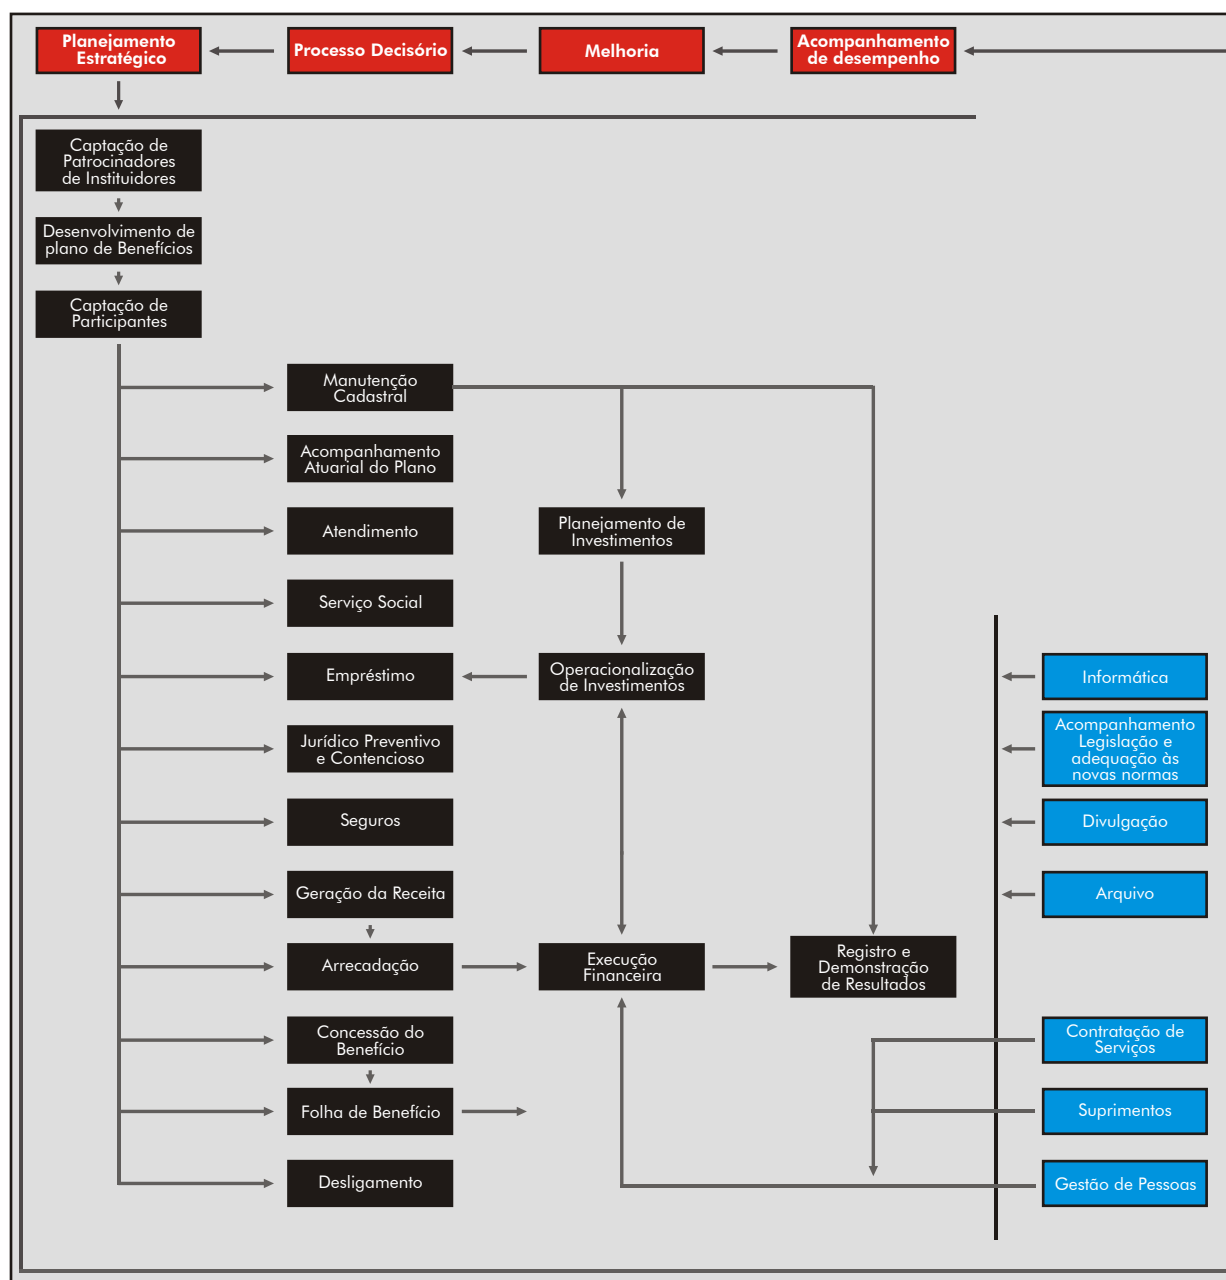 Planejamento
Estratégico
Processo Decisório
Melhoria
Acompanhamento
de desempenho
Captação de
Patrocinadores
de Instituidores
Desenvolvimento de
plano de Benefícios
Captação de
Participantes
Manutenção
Cadastral
Acompanhamento
Atuarial do Plano
Atendimento
Planejamento de
Investimentos
Serviço Social
Empréstimo
Operacionalização
de Investimentos
Informática
Jurídico Preventivo
e Contencioso
Acompanhamento
Legislação e
adequação às
novas normas
Seguros
Divulgação
Geração da Receita
Arquivo
Arrecadação
Execução
Financeira
Registro e
Demonstração
de Resultados
Concessão do
Benefício
Contratação de
Serviços
Folha de Benefício
Suprimentos
Desligamento
Gestão de Pessoas